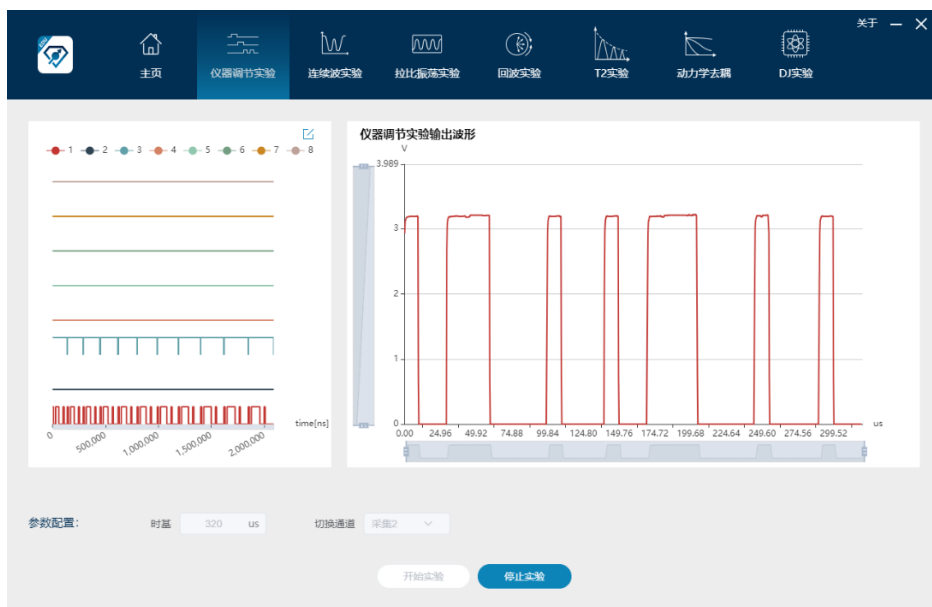 关于
主页 仪器调节实验 连续波实验 拉比振荡实验 回波实验 T2实验 动力学去耦 DJ实验
1 2 3 4 5 6 7 8
time[ns]
0 500,000 1,000,000 1,500,000 2,000,000
仪器调节实验输出波形
V
3.989
3
2
1
0
0.00 24.96 49.92 74.88 99.84 124.80 149.76 174.72 199.68 224.64 249.60 274.56 299.52 us
参数配置: 时基 320 us 切换通道 采集2
开始实验 停止实验